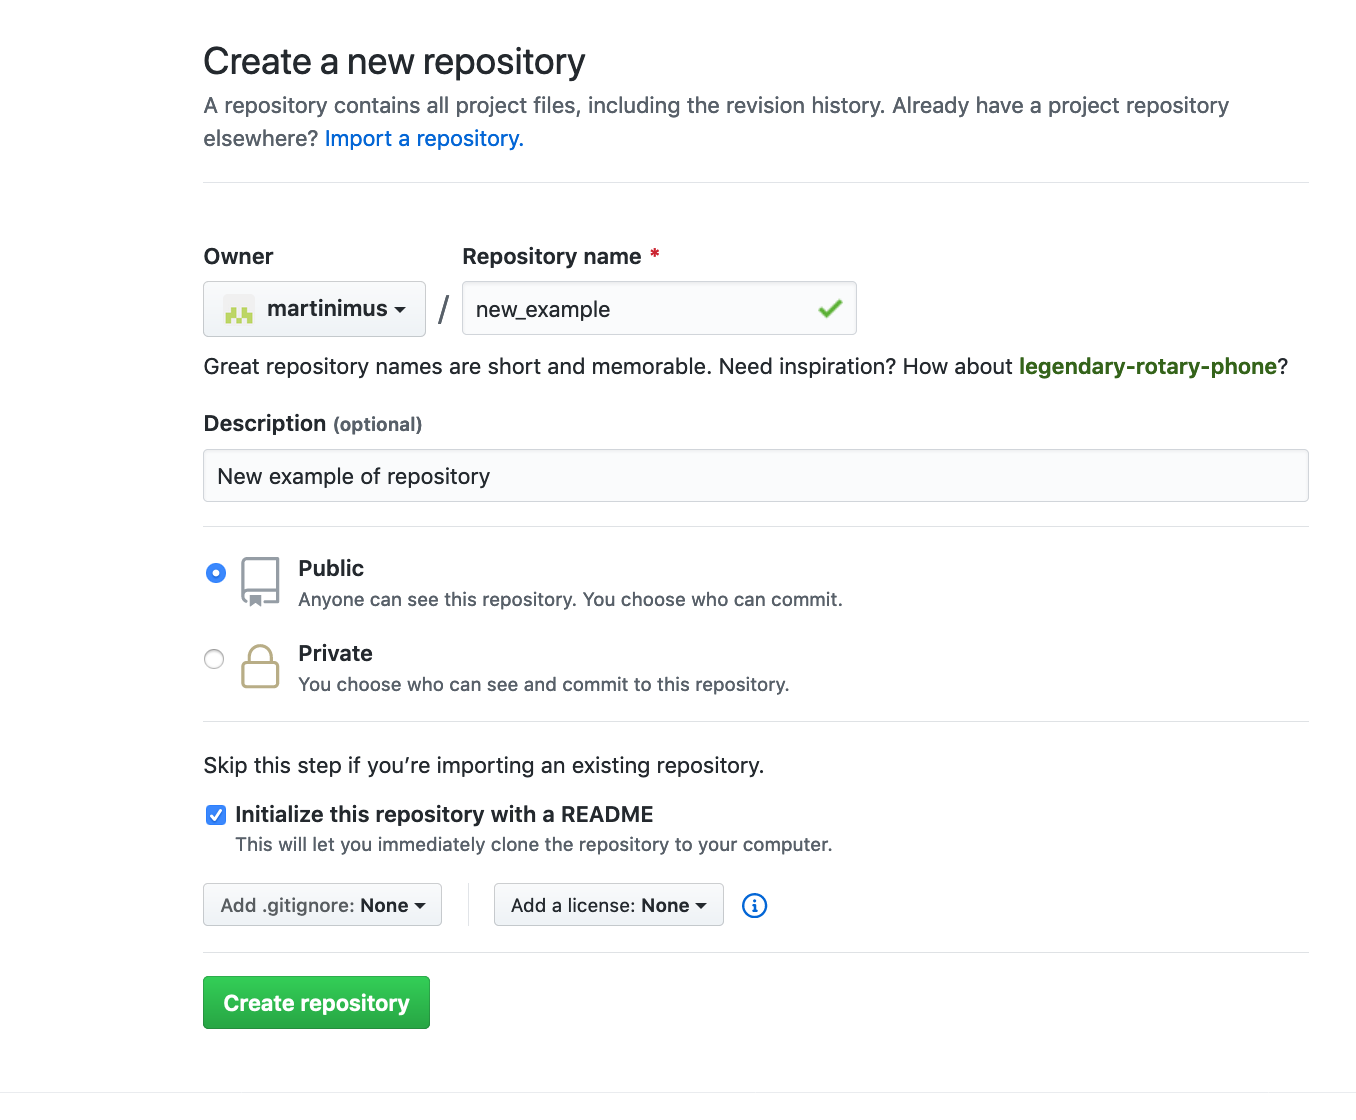 Create a new repository
A repository contains all project files, including the revision history. Already have a project repository
elsewhere? Import a repository.
Owner
Repository name *
martinimus
/
new_example
Great repository names are short and memorable. Need inspiration? How about legendary-rotary-phone?
Description (optional)
New example of repository
Public
Anyone can see this repository. You choose who can commit.
Private
You choose who can see and commit to this repository.
Skip this step if you’re importing an existing repository.
Initialize this repository with a README
This will let you immediately clone the repository to your computer.
Add .gitignore: None
Add a license: None
Create repository